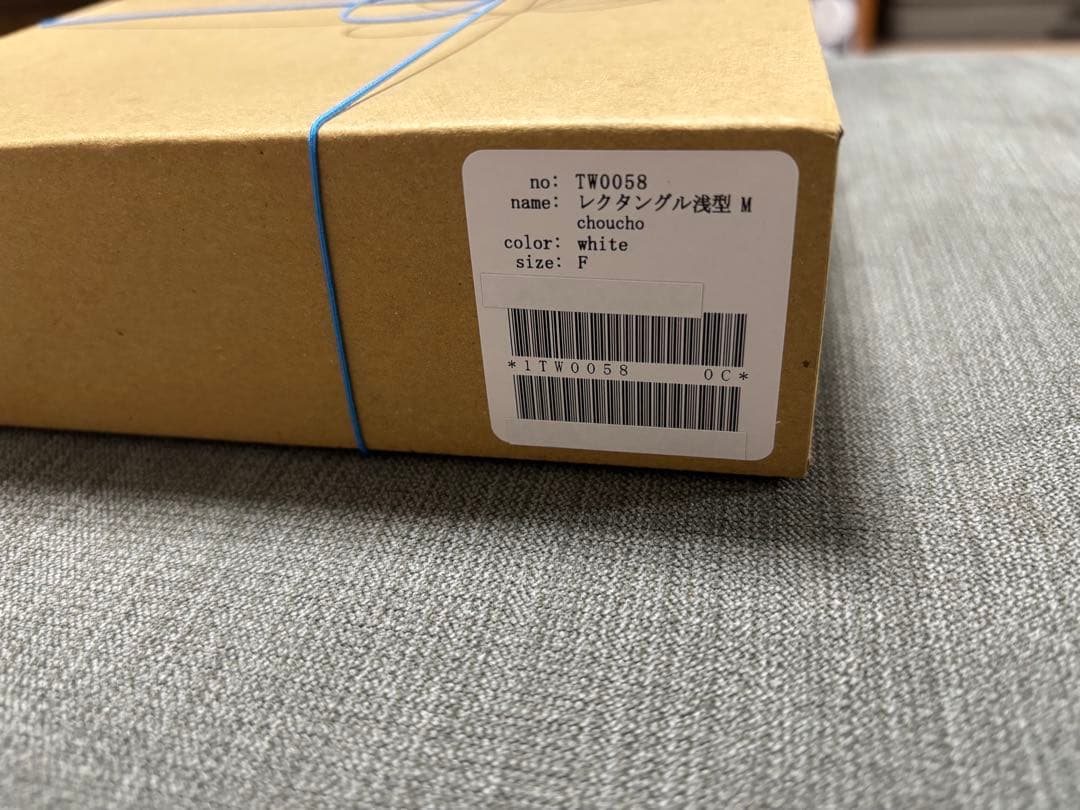 no: TW0058
name: レクタングル浅型 M
choucho
color: white
size: F
*1TW0058 0C*